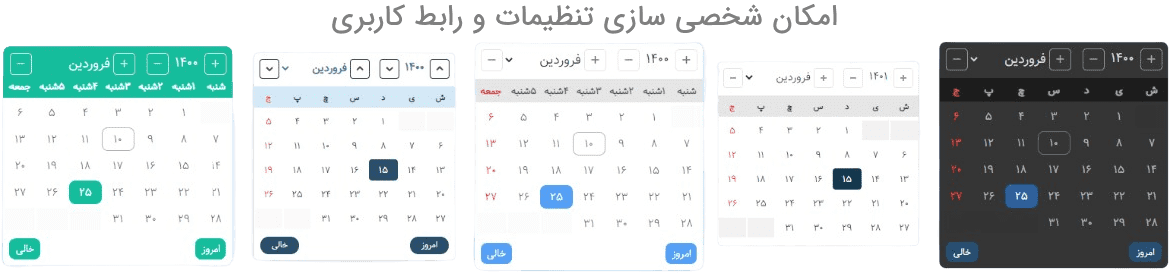 امکان شخصی سازی تنظیمات و رابط کاربری
+ ۱۴۰۰ − + فروردین −
ش ی د س چ پ ج
۱ ۲ ۳ ۴ ۵ ۶
۷ ۸ ۹ ۱۰ ۱۱ ۱۲ ۱۳
۱۴ ۱۵ ۱۶ ۱۷ ۱۸ ۱۹ ۲۰
۲۱ ۲۲ ۲۳ ۲۴ ۲۵ ۲۶ ۲۷
۲۸ ۲۹ ۳۰ ۳۱
امروز خالی
+ ۱۴۰۱ − + فروردین −
ش ی د س چ پ ج
۱ ۲ ۳ ۴ ۵
۶ ۷ ۸ ۹ ۱۰ ۱۱ ۱۲
۱۳ ۱۴ ۱۵ ۱۶ ۱۷ ۱۸ ۱۹
۲۰ ۲۱ ۲۲ ۲۳ ۲۴ ۲۵ ۲۶
۲۷ ۲۸ ۲۹ ۳۰ ۳۱
+ ۱۴۰۰ − + فروردین −
شنبه ۱شنبه ۲شنبه ۳شنبه ۴شنبه ۵شنبه جمعه
۱ ۲ ۳ ۴ ۵ ۶
۷ ۸ ۹ ۱۰ ۱۱ ۱۲ ۱۳
۱۴ ۱۵ ۱۶ ۱۷ ۱۸ ۱۹ ۲۰
۲۱ ۲۲ ۲۳ ۲۴ ۲۵ ۲۶ ۲۷
۲۸ ۲۹ ۳۰ ۳۱
امروز خالی
۱۴۰۰ فروردین
ش ی د س چ پ ج
۱ ۲ ۳ ۴ ۵
۶ ۷ ۸ ۹ ۱۰ ۱۱ ۱۲
۱۳ ۱۴ ۱۵ ۱۶ ۱۷ ۱۸ ۱۹
۲۰ ۲۱ ۲۲ ۲۳ ۲۴ ۲۵ ۲۶
۲۷ ۲۸ ۲۹ ۳۰ ۳۱
امروز خالی
+ ۱۴۰۰ − + فروردین −
شنبه ۱شنبه ۲شنبه ۳شنبه ۴شنبه ۵شنبه جمعه
۱ ۲ ۳ ۴ ۵ ۶
۷ ۸ ۹ ۱۰ ۱۱ ۱۲ ۱۳
۱۴ ۱۵ ۱۶ ۱۷ ۱۸ ۱۹ ۲۰
۲۱ ۲۲ ۲۳ ۲۴ ۲۵ ۲۶ ۲۷
۲۸ ۲۹ ۳۰ ۳۱
امروز خالی